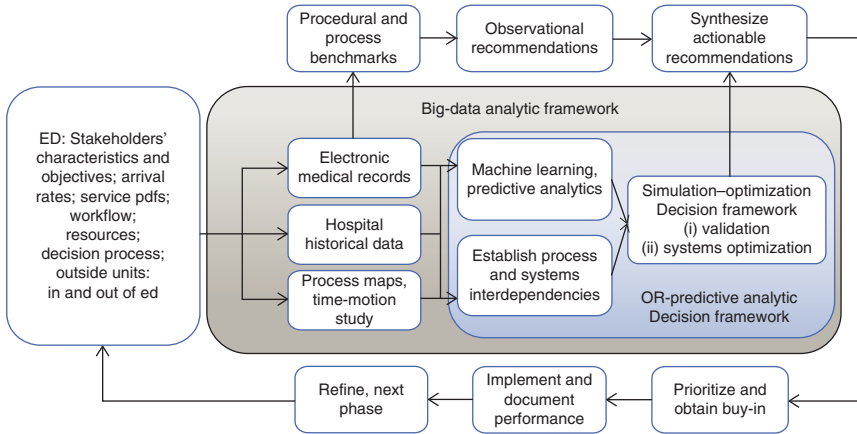 Procedural and
process
benchmarks
Observational
recommendations
Synthesize
actionable
recommendations
Big-data analytic framework
ED: Stakeholders'
characteristics and
objectives; arrival
rates; service pdfs;
workflow;
resources;
decision process;
outside units:
in and out of ed
Electronic
medical records
Hospital
historical data
Process maps,
time-motion
study
Machine learning,
predictive analytics
Establish process
and systems
interdependencies
Simulation–optimization
Decision framework
(i) validation
(ii) systems optimization
OR-predictive analytic
Decision framework
Refine, next
phase
Implement and
document
performance
Prioritize and
obtain buy-in